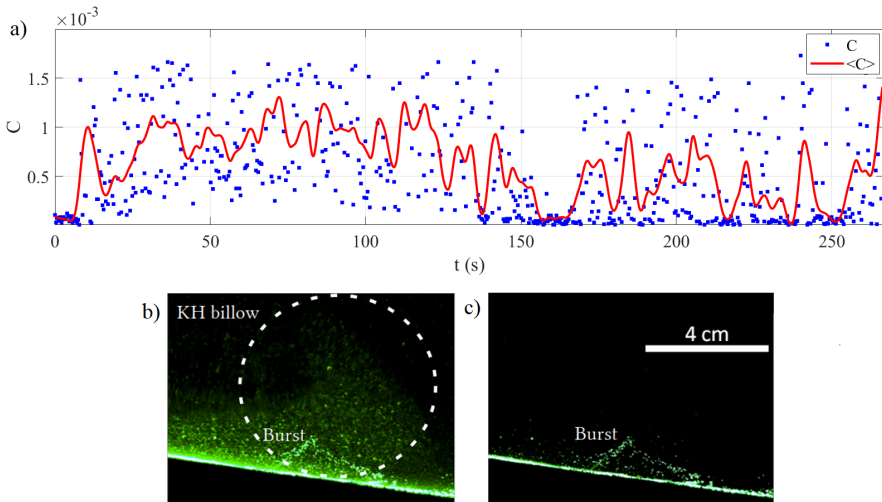 a)
×10⁻³
1.5
1
0.5
C
C
<C>
0
50
100
150
200
250
t (s)
b)
KH billow
Burst
c)
4 cm
Burst